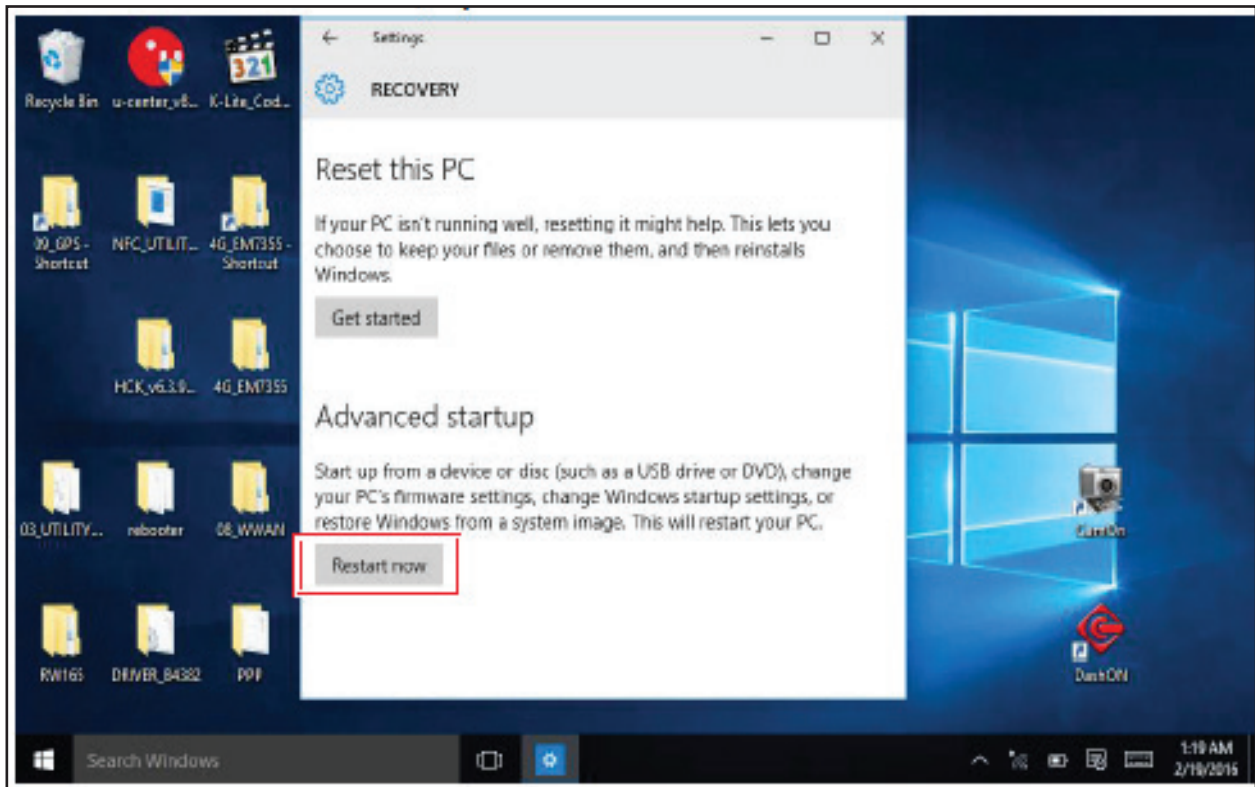 ← Settings
RECOVERY
Reset this PC
If your PC isn't running well, resetting it might help. This lets you
choose to keep your files or remove them, and then reinstalls
Windows.
Get started
Advanced startup
Start up from a device or disc (such as a USB drive or DVD), change
your PC's firmware settings, change Windows startup settings, or
restore Windows from a system image. This will restart your PC.
Restart now
Recycle Bin
u-center_v8...
K-Lite_Cod...
321
09_GPS -
Shortcut
NFC_UTILIT...
4G_EM7355 -
Shortcut
HCK_v6.3.9...
4G_EM7355
03_UTILITY...
rebooter
08_WWAN
RW165
DRIVER_84382
PPP
CamOn
DashON
Search Windows
1:19 AM
2/19/2016